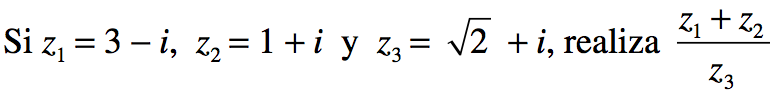 Si z₁ = 3 – i, z₂ = 1 + i y z₃ = √2 + i, realiza (z₁ + z₂)/z₃